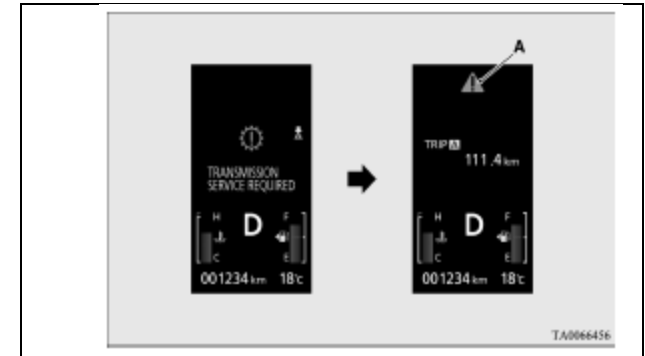 TRANSMISSION
SERVICE REQUIRED
H D F
C E
001234 km 18°c
A
TRIP A
111.4 km
H D F
C E
001234 km 18°c
TA0066456